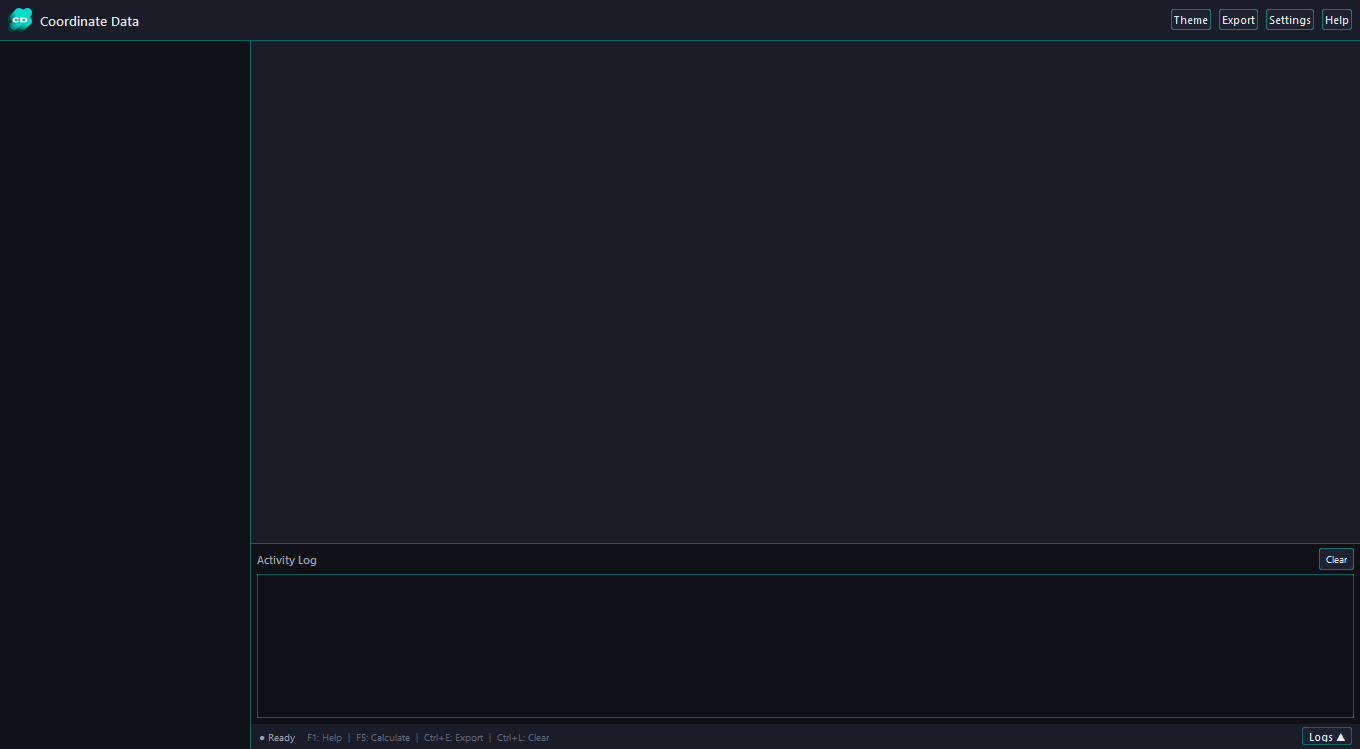 CD Coordinate Data Theme Export Settings Help
Activity Log Clear
● Ready F1: Help | F5: Calculate | Ctrl+E: Export | Ctrl+L: Clear Logs ▲